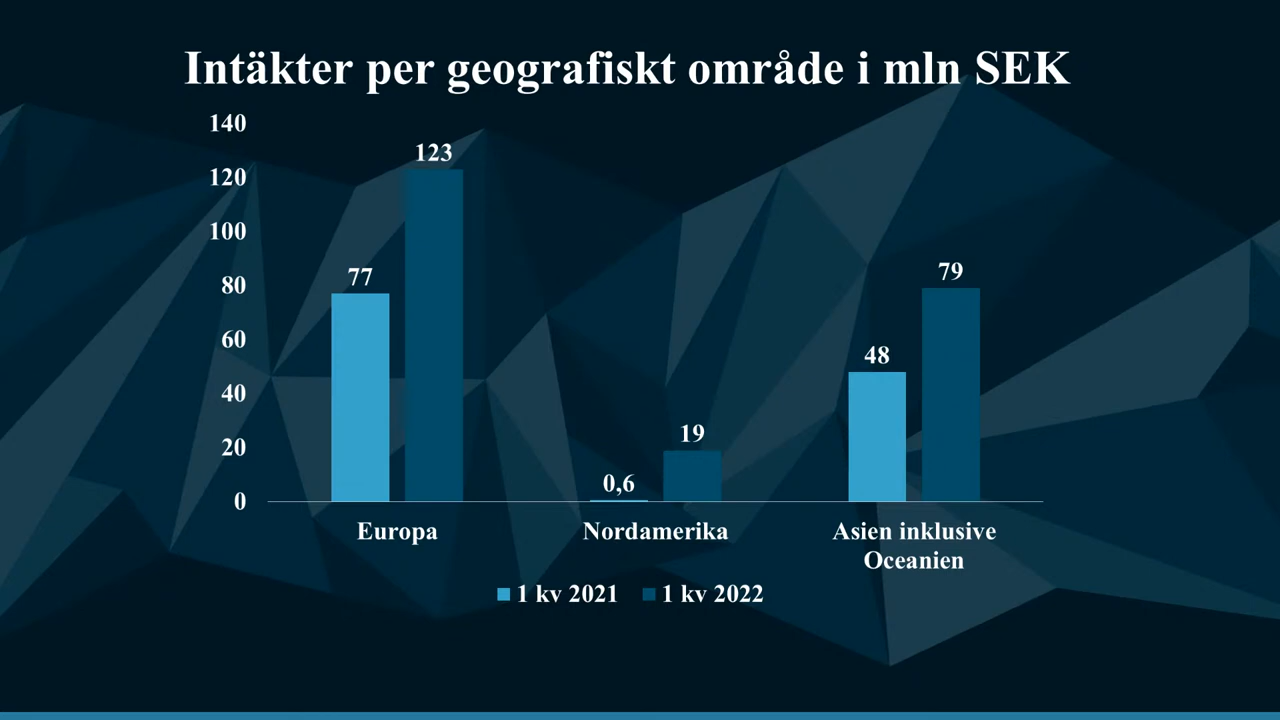 Intäkter per geografiskt område i mln SEK
140
120
100
80
60
40
20
0
77
123
0,6
19
48
79
Europa
Nordamerika
Asien inklusive
Oceanien
1 kv 2021
1 kv 2022